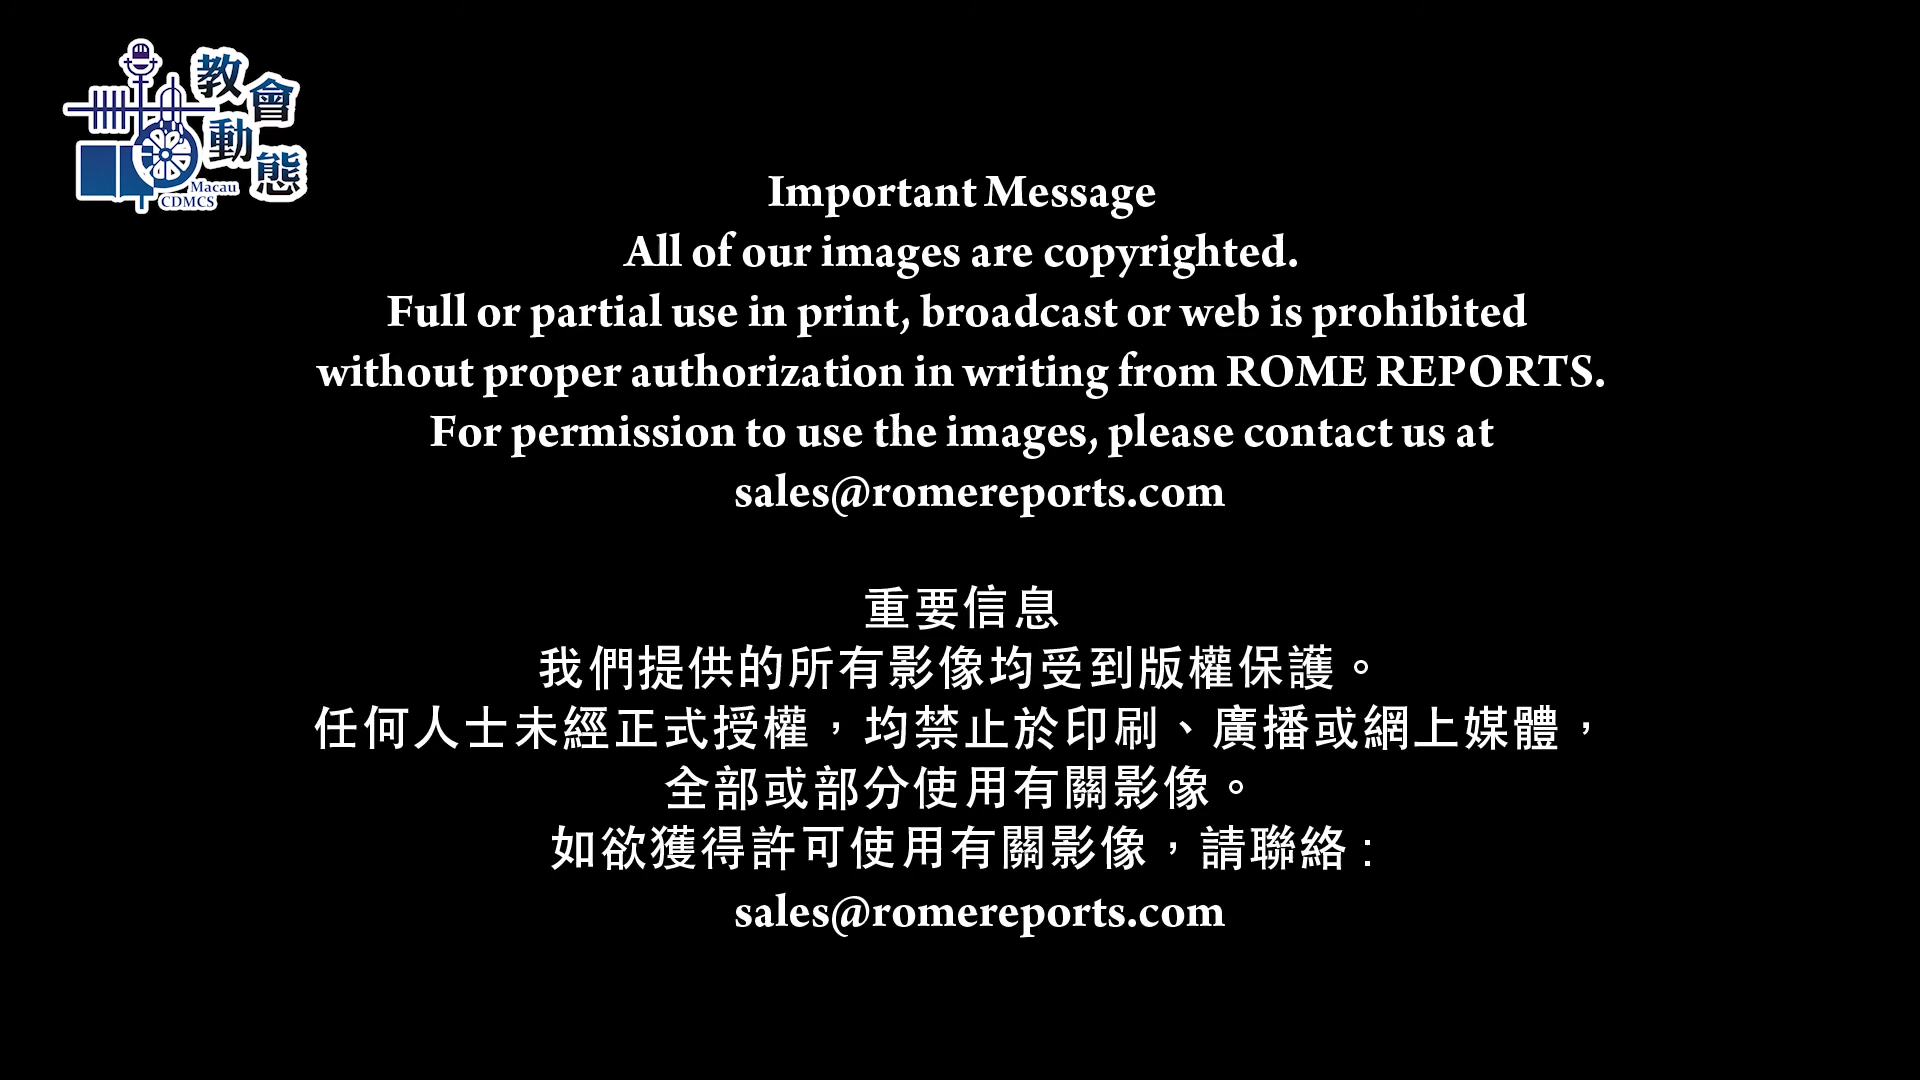 教會動態
Macau
CDMCS
Important Message
All of our images are copyrighted.
Full or partial use in print, broadcast or web is prohibited
without proper authorization in writing from ROME REPORTS.
For permission to use the images, please contact us at
sales@romereports.com
重要信息
我們提供的所有影像均受到版權保護。
任何人士未經正式授權，均禁止於印刷、廣播或網上媒體，
全部或部分使用有關影像。
如欲獲得許可使用有關影像，請聯絡：
sales@romereports.com